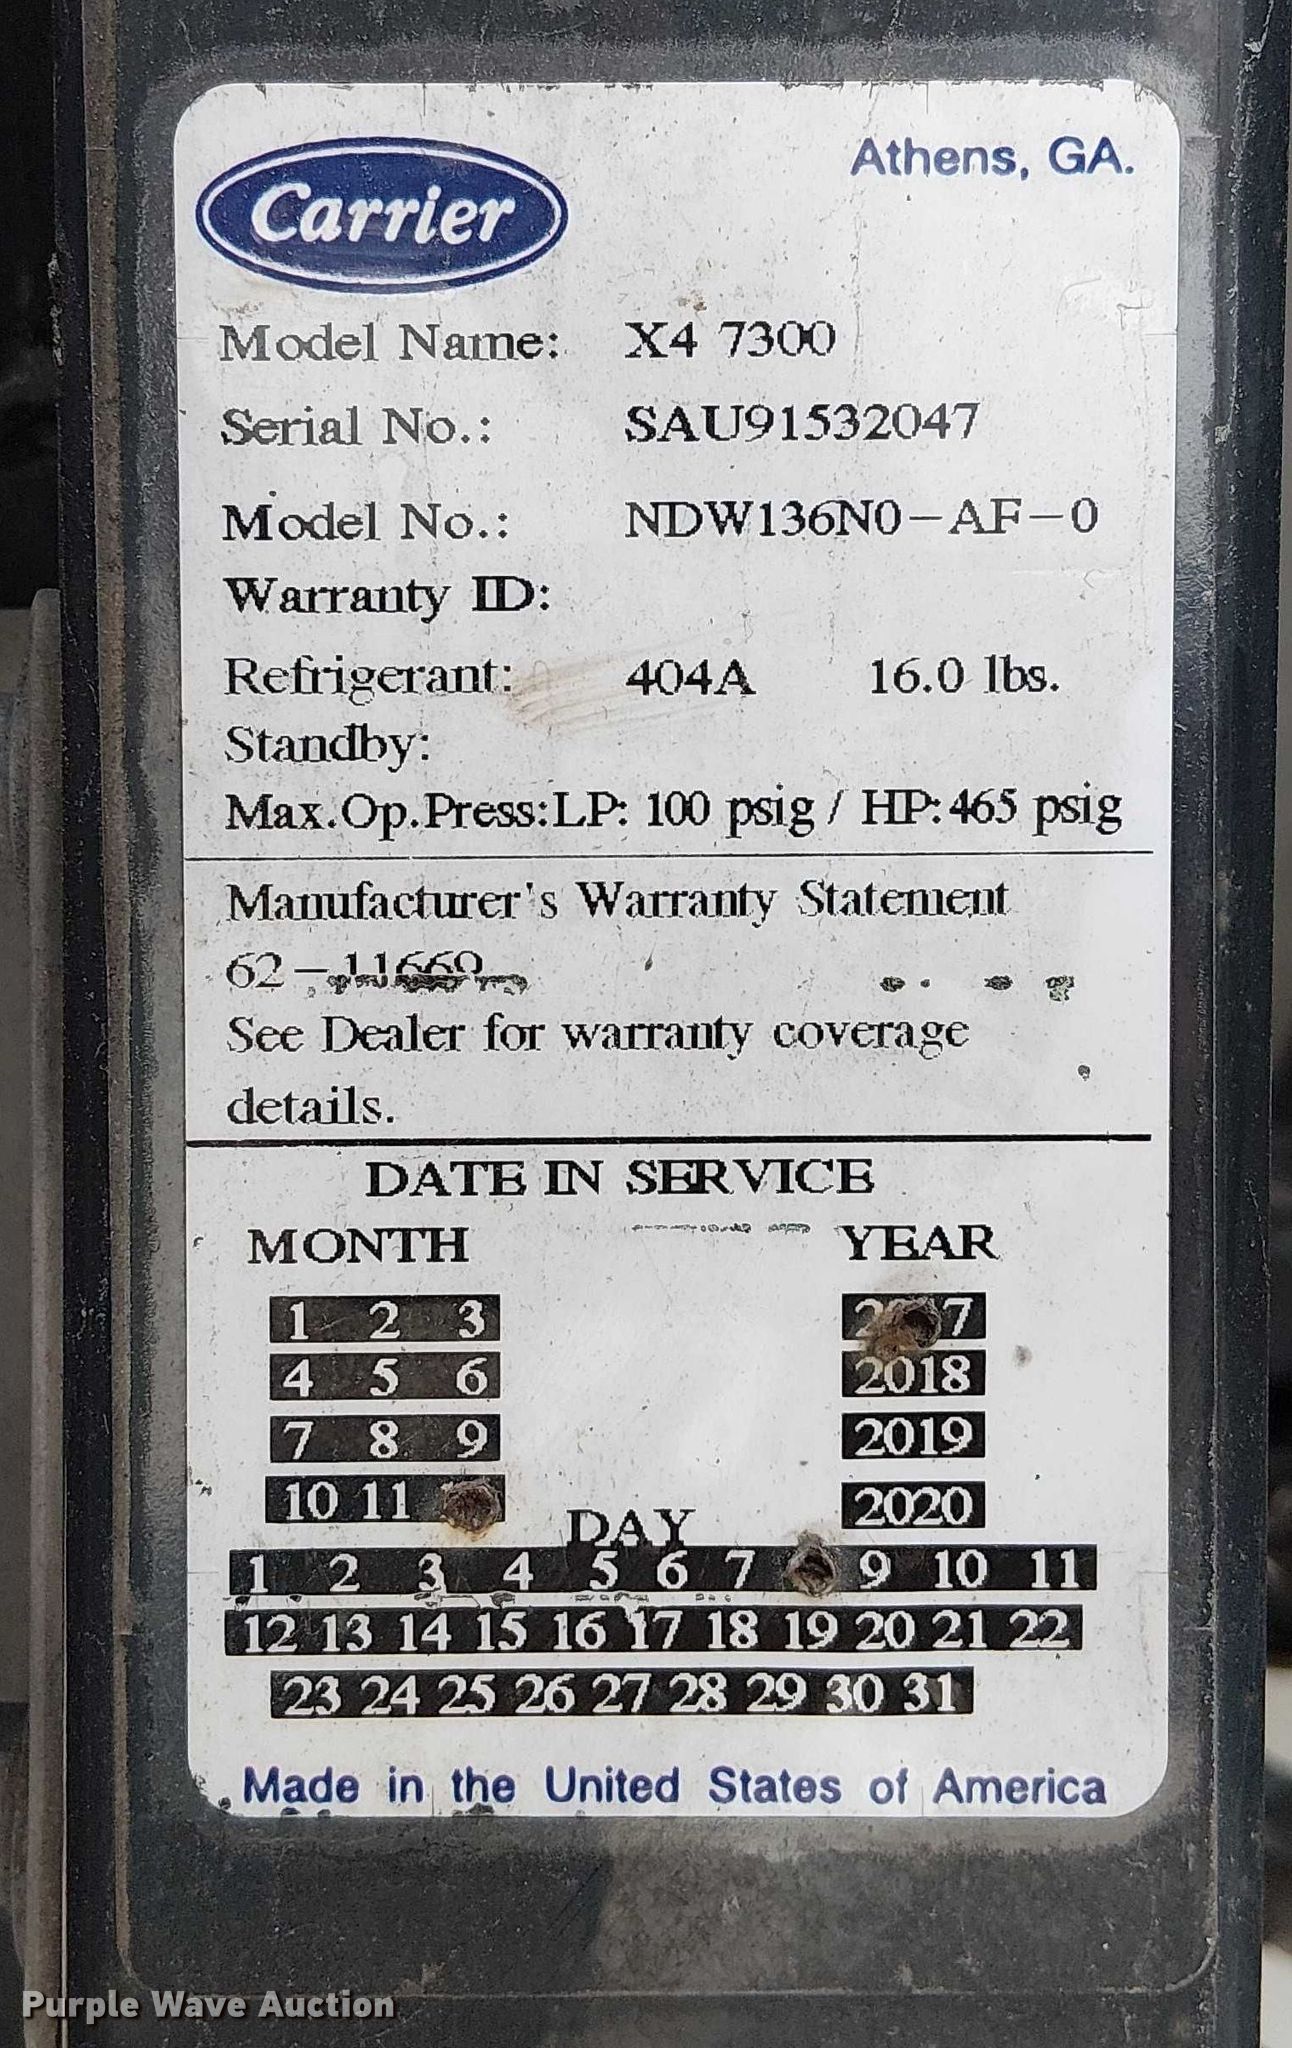 Carrier
Athens, GA.
Model Name: X4 7300
Serial No.: SAU91532047
Model No.: NDW136N0-AF-0
Warranty ID:
Refrigerant: 404A 16.0 lbs.
Standby:
Max.Op.Press:LP: 100 psig / HP:465 psig
Manufacturer's Warranty Statement
62-11669
See Dealer for warranty coverage
details.
DATE IN SERVICE
MONTH YEAR
1 2 3
4 5 6 2018
7 8 9 2019
10 11 2020
DAY
1 2 3 4 5 6 7 9 10 11
12 13 14 15 16 17 18 19 20 21 22
23 24 25 26 27 28 29 30 31
Made in the United States of America
Purple Wave Auction